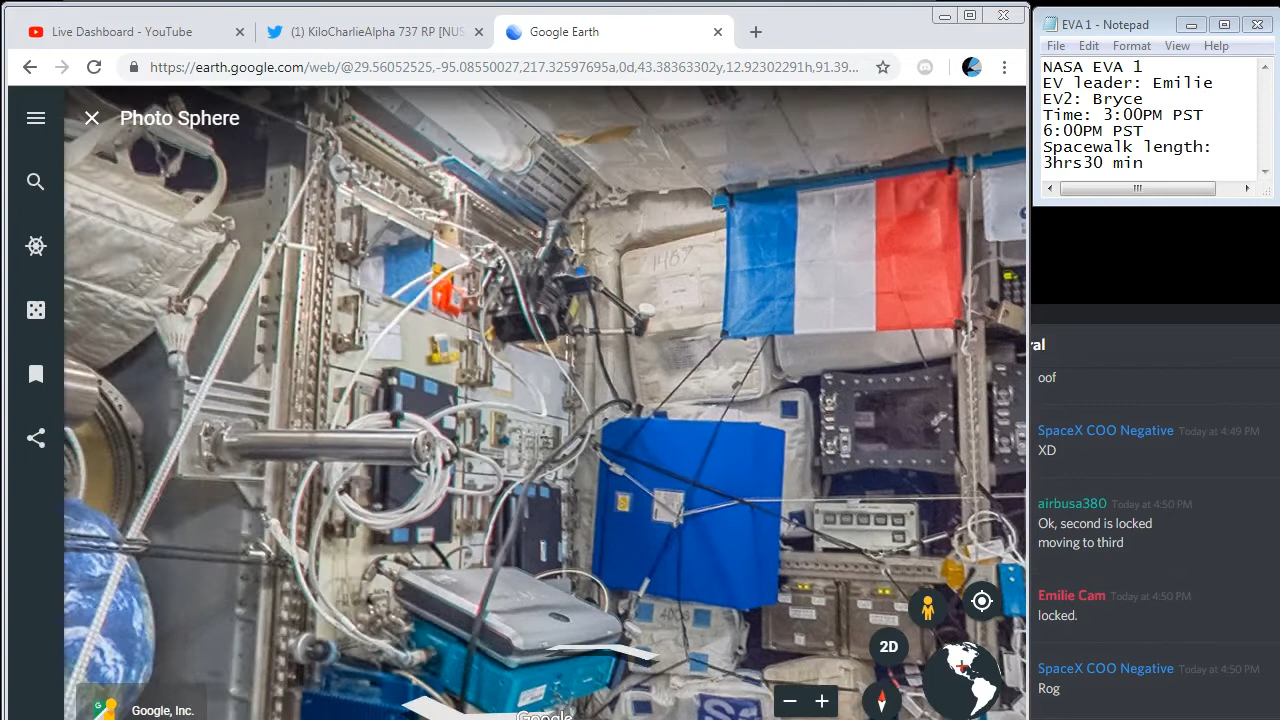 Live Dashboard - YouTube
(1) KiloCharlieAlpha 737 RP [NUS
Google Earth
https://earth.google.com/web/@29.56052525,-95.08550027,217.32597695a,0d,43.38363302y,12.92302291h,91.39...
Photo Sphere
1487
4003
2D
Google, Inc.
Google
EVA 1 - Notepad
File Edit Format View Help
NASA EVA 1
EV leader: Emilie
EV2: Bryce
Time: 3:00PM PST
6:00PM PST
Spacewalk length:
3hrs30 min
ral
oof
SpaceX COO Negative Today at 4:49 PM
XD
airbusa380 Today at 4:50 PM
Ok, second is locked
moving to third
Emilie Cam Today at 4:50 PM
locked.
SpaceX COO Negative Today at 4:50 PM
Rog